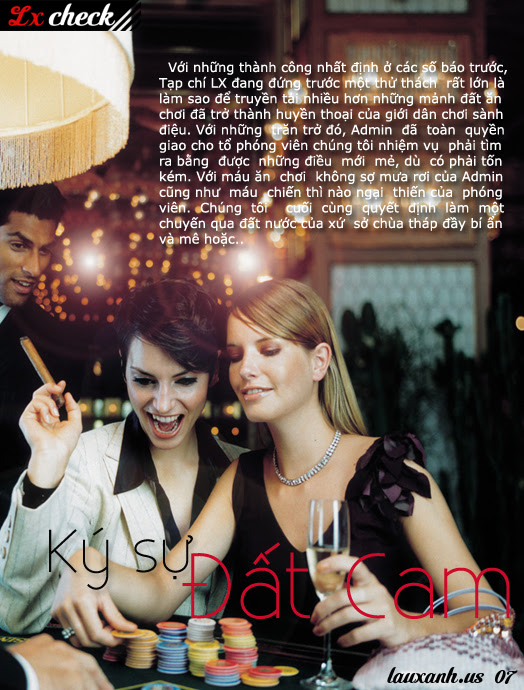 Lx check
Với những thành công nhất định ở các số báo trước,
Tạp chí LX đang đứng trước một thử thách rất lớn là
làm sao để truyền tải nhiều hơn những mảnh đất ăn
chơi đã trở thành huyền thoại của giới dân chơi sành
điệu. Với những trăn trở đó, Admin đã toàn quyền
giao cho tổ phóng viên chúng tôi nhiệm vụ phải tìm
ra bằng được những điều mới mẻ, dù có phải tốn
kém. Với máu ăn chơi không sợ mưa rơi của Admin
cũng như máu chiến thì nào ngại thiến của phóng
viên. Chúng tôi cuối cùng quyết định làm một
chuyến qua đất nước của xứ sở chùa tháp đầy bí ẩn
và mê hoặc..
Ký sự
Đất Cam
lauxanh.us 07